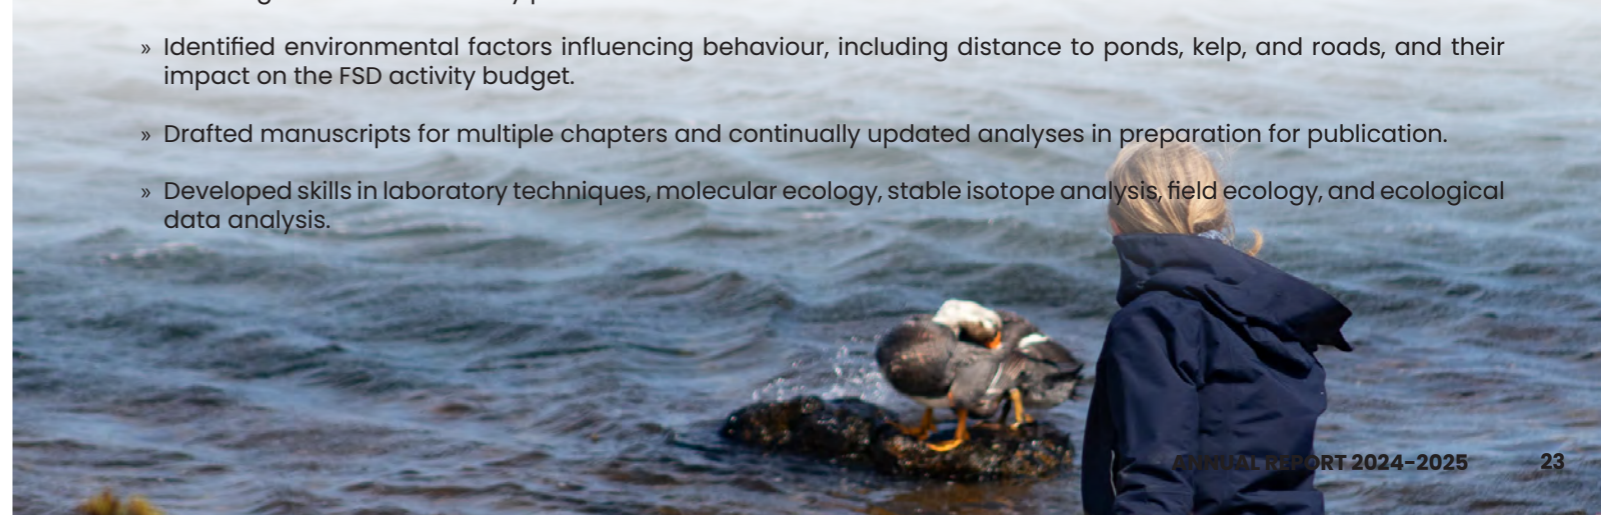 » Identified environmental factors influencing behaviour, including distance to ponds, kelp, and roads, and their
impact on the FSD activity budget.
» Drafted manuscripts for multiple chapters and continually updated analyses in preparation for publication.
» Developed skills in laboratory techniques, molecular ecology, stable isotope analysis, field ecology, and ecological
data analysis.
ANNUAL REPORT 2024-2025 23